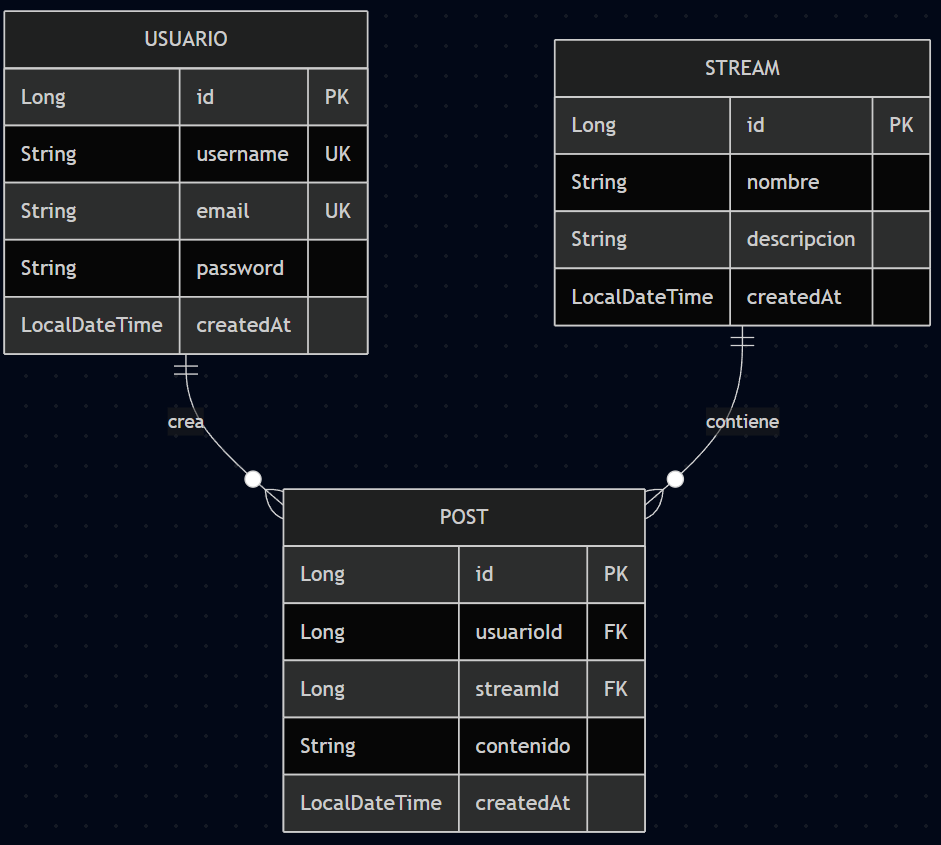 USUARIO
Long id PK
String username UK
String email UK
String password
LocalDateTime createdAt
STREAM
Long id PK
String nombre
String descripcion
LocalDateTime createdAt
crea
contiene
POST
Long id PK
Long usuarioId FK
Long streamId FK
String contenido
LocalDateTime createdAt